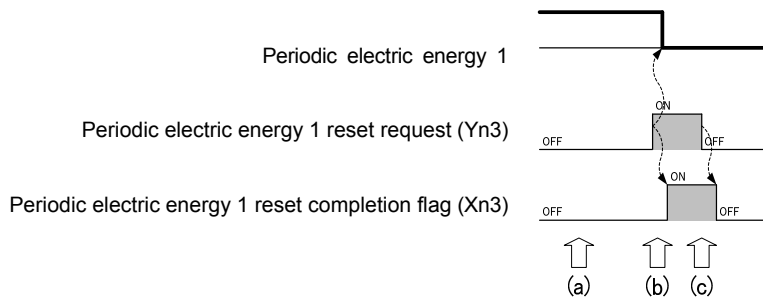 Periodic electric energy 1
ON
Periodic electric energy 1 reset request (Yn3)
OFF
OFF
ON
Periodic electric energy 1 reset completion flag (Xn3)
OFF
OFF
(a)
(b)
(c)